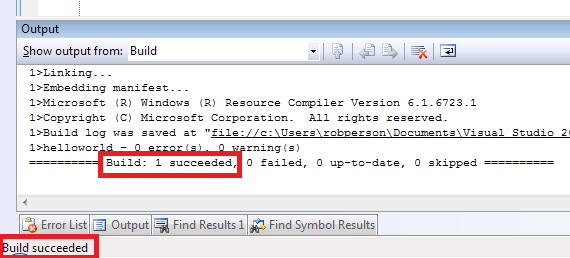 Output
Show output from: Build
1>Linking...
1>Embedding manifest...
1>Microsoft (R) Windows (R) Resource Compiler Version 6.1.6723.1
1>Copyright (C) Microsoft Corporation.  All rights reserved.
1>Build log was saved at "file://c:\Users\robperson\Documents\Visual Studio 20
1>helloworld - 0 error(s), 0 warning(s)
========== Build: 1 succeeded, 0 failed, 0 up-to-date, 0 skipped ==========
Error List Output Find Results 1 Find Symbol Results
Build succeeded